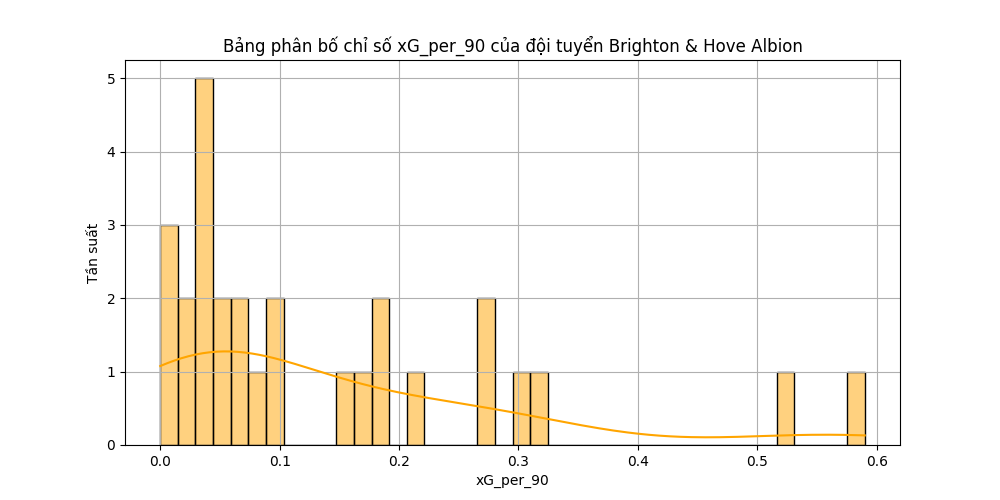 Bảng phân bố chỉ số xG_per_90 của đội tuyển Brighton & Hove Albion
Tần suất
5
4
3
2
1
0
0.0 0.1 0.2 0.3 0.4 0.5 0.6
xG_per_90